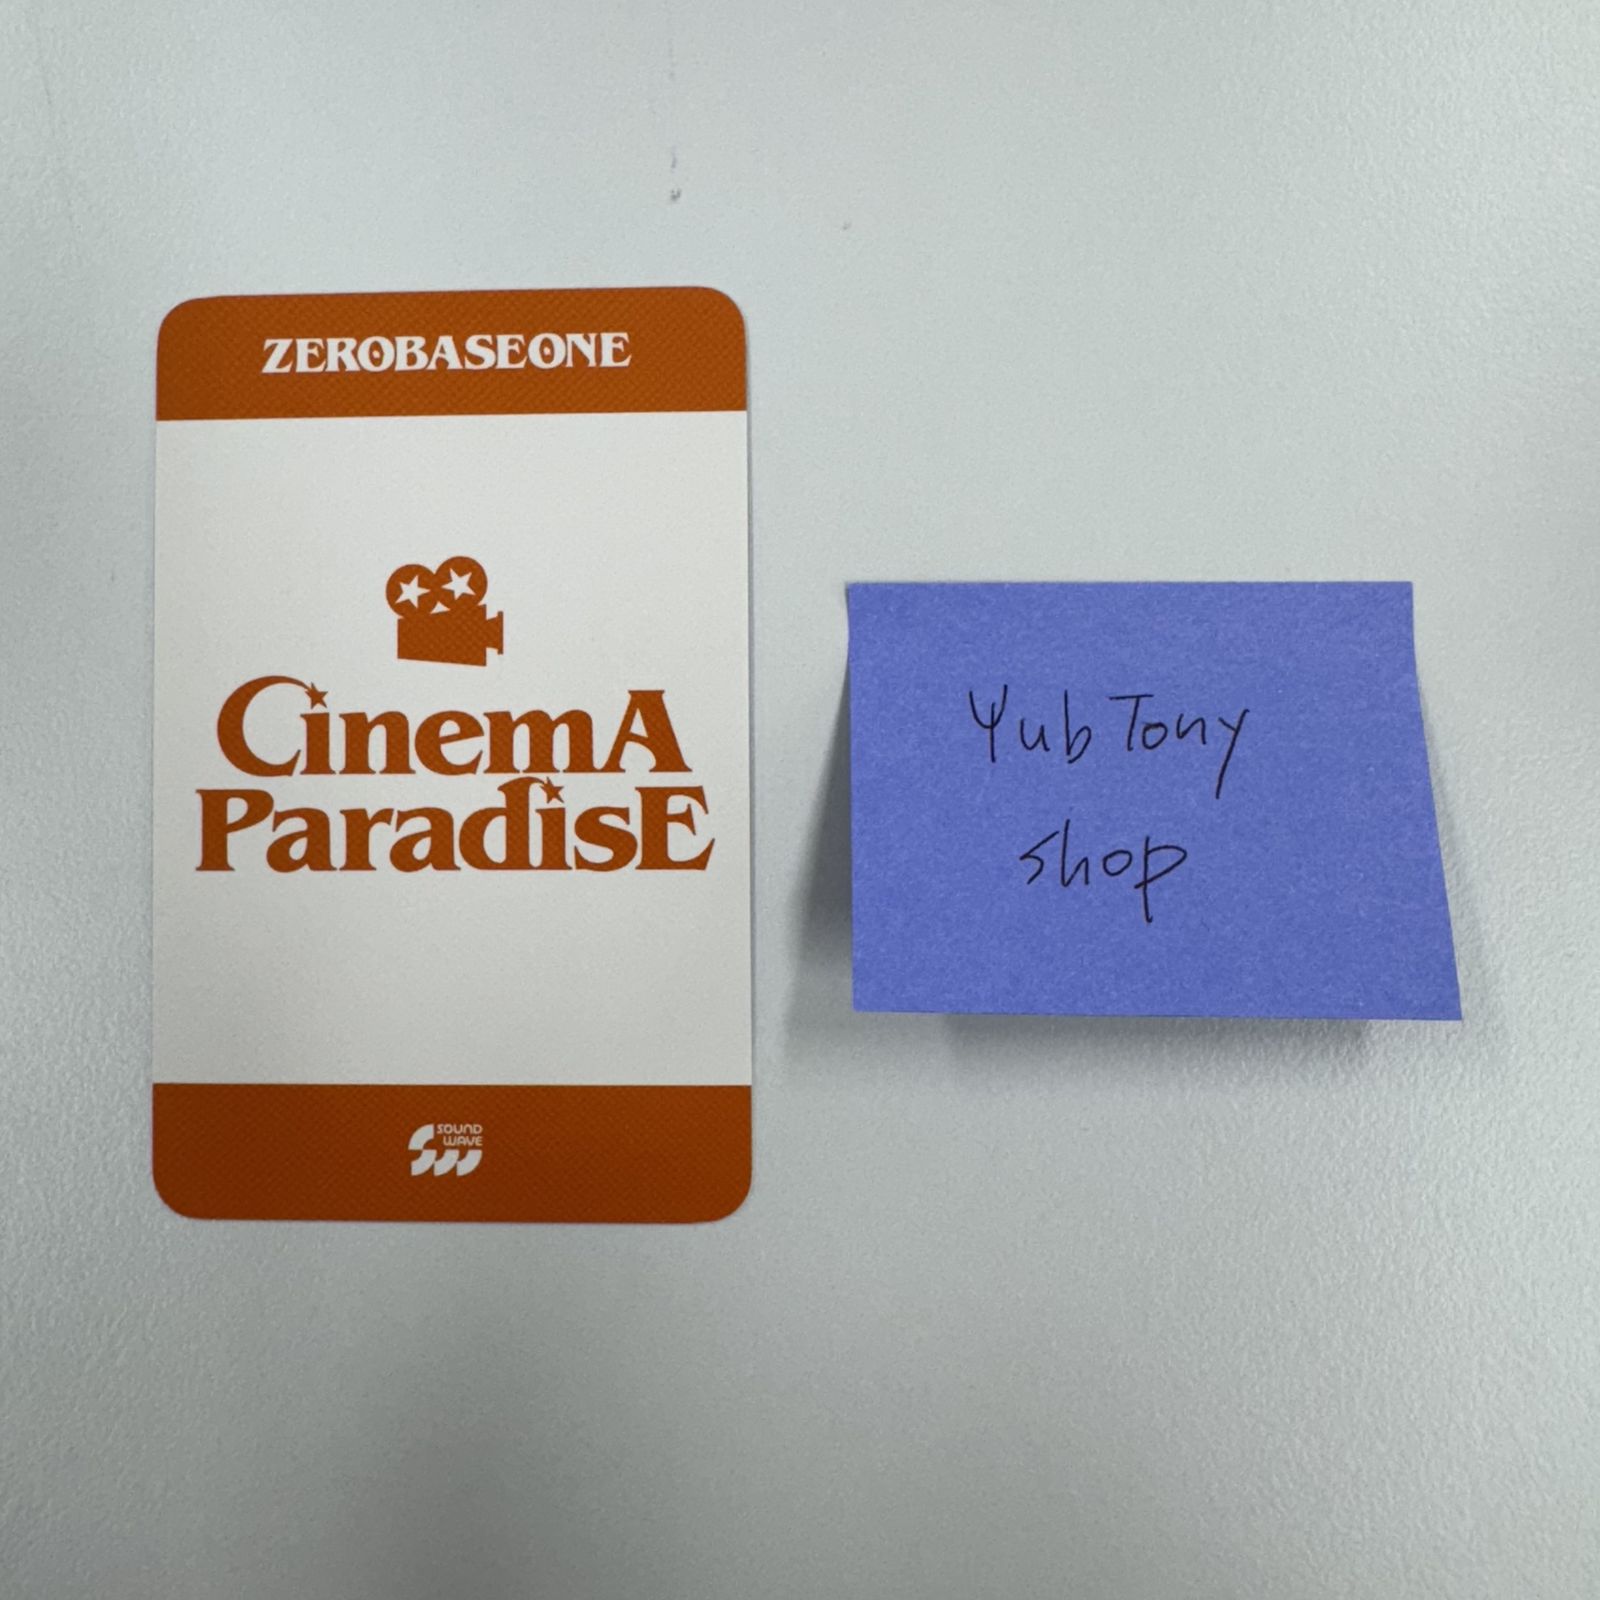 ZEROBASEONE
CinemA
ParadisE
SOUND
WAVE
Yub Tony
shop